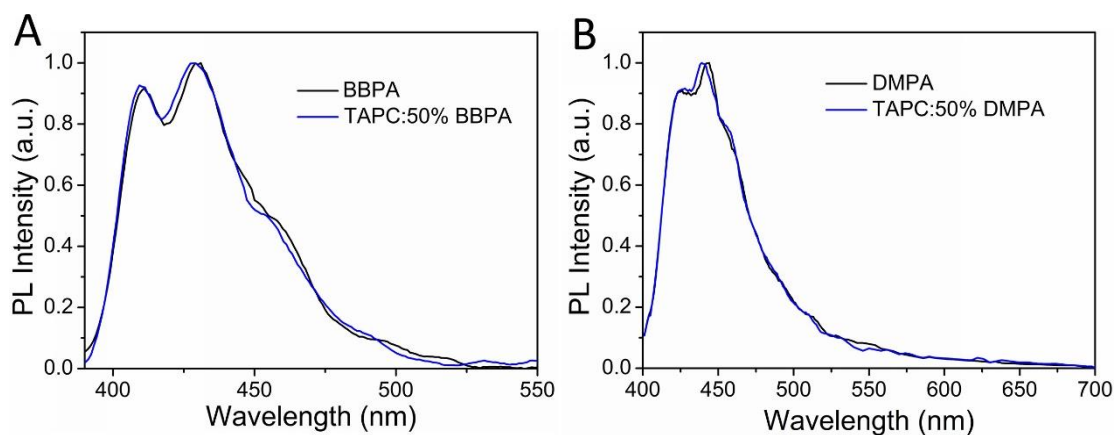 A
PL Intensity (a.u.)
1.0
0.8
0.6
0.4
0.2
0.0
BBPA
TAPC:50% BBPA
400
450
500
550
Wavelength (nm)
B
PL Intensity (a.u.)
1.0
0.8
0.6
0.4
0.2
0.0
DMPA
TAPC:50% DMPA
400
450
500
550
600
650
700
Wavelength (nm)